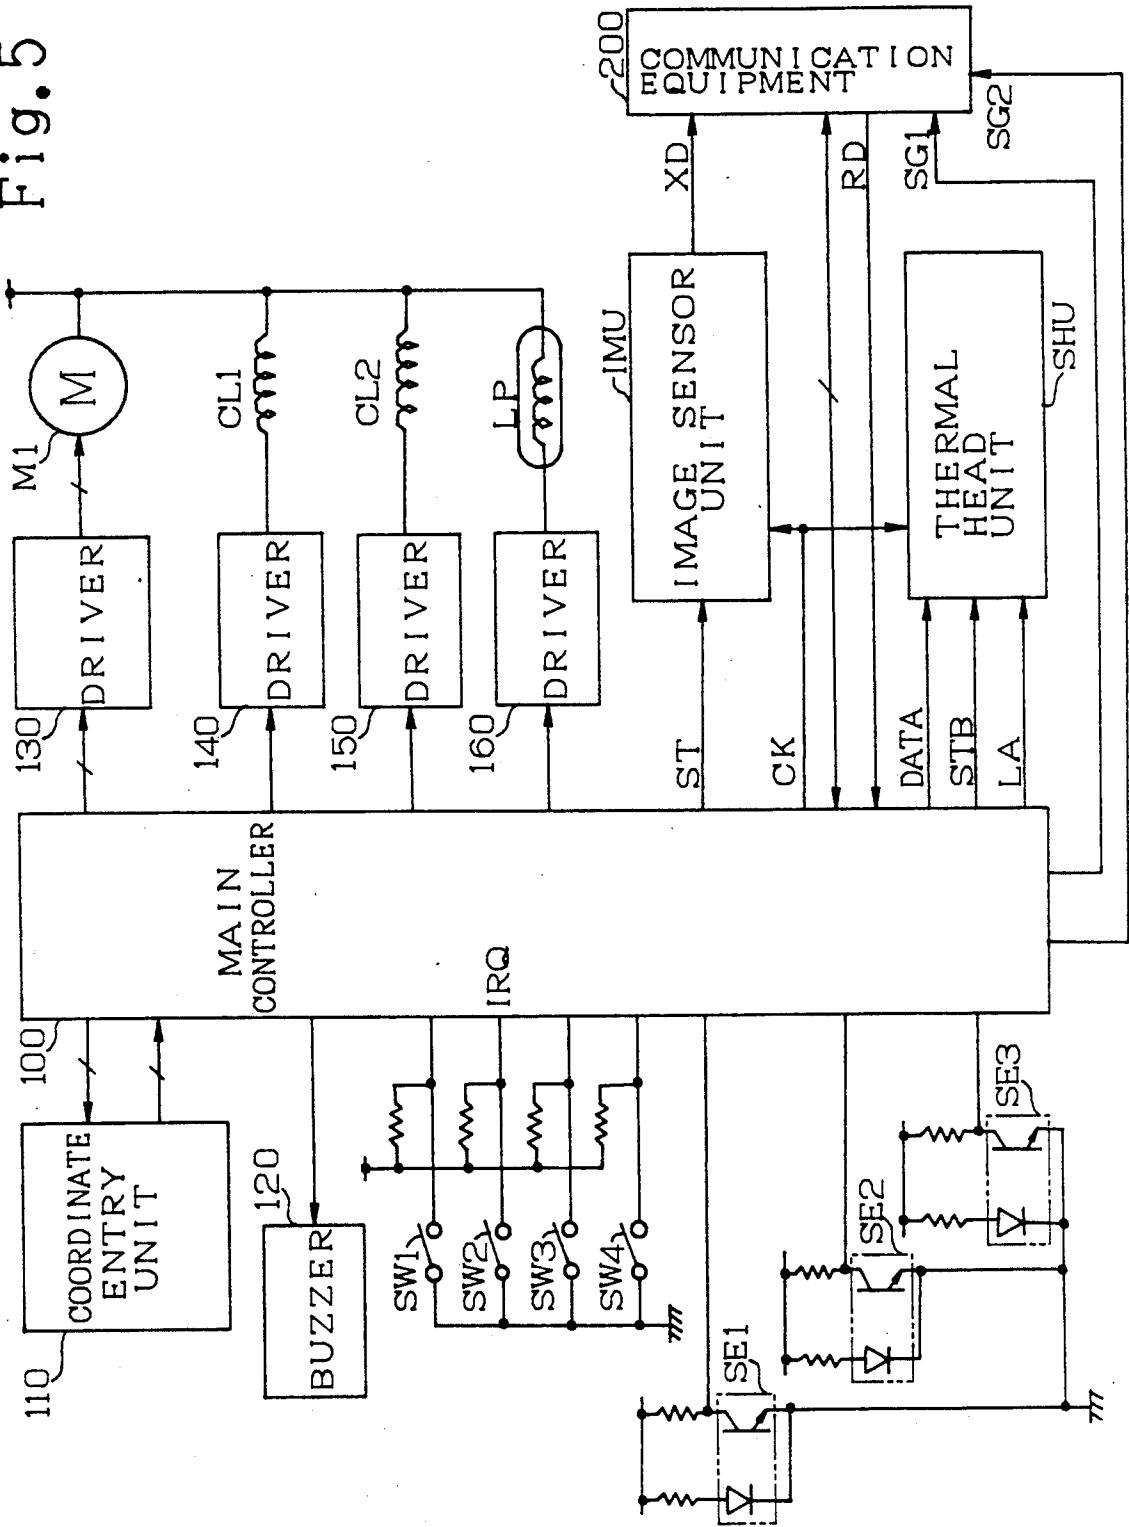 Fig.5
100
MAIN
CONTROLLER
IRQ
110
COORDINATE
ENTRY
UNIT
120
BUZZER
SW1
SW2
SW3
SW4
SE1
SE2
SE3
130
DRIVER
M1
M
140
DRIVER
CL1
150
DRIVER
CL2
160
DRIVER
LP
ST
IMAGE SENSOR
UNIT
IMU
XD
CK
RD
200
COMMUNICATION
EQUIPMENT
SG1
SG2
DATA
STB
LA
THERMAL
HEAD
UNIT
SHU